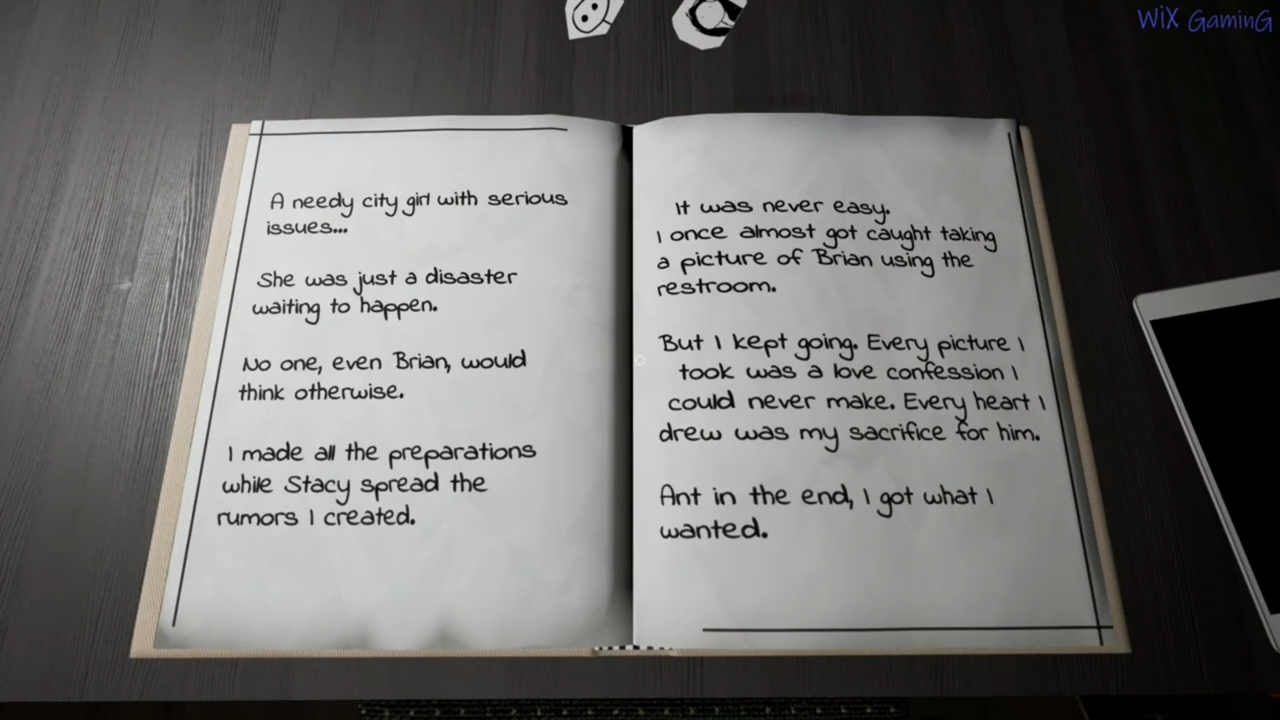 WiX GaminG
A needy city girl with serious
issues...
She was just a disaster
waiting to happen.
No one, even Brian, would
think otherwise.
I made all the preparations
while Stacy spread the
rumors I created.
It was never easy.
I once almost got caught taking
a picture of Brian using the
restroom.
But I kept going. Every picture I
took was a love confession I
could never make. Every heart I
drew was my sacrifice for him.
Ant in the end, I got what I
wanted.